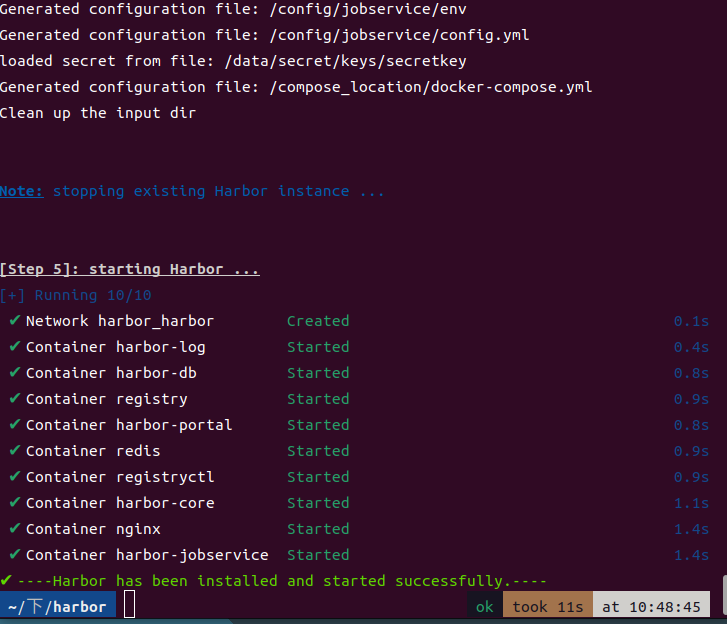 Generated configuration file: /config/jobservice/env
Generated configuration file: /config/jobservice/config.yml
loaded secret from file: /data/secret/keys/secretkey
Generated configuration file: /compose_location/docker-compose.yml
Clean up the input dir
Note: stopping existing Harbor instance ...
[Step 5]: starting Harbor ...
[+] Running 10/10
✔ Network harbor_harbor Created 0.1s
✔ Container harbor-log Started 0.4s
✔ Container harbor-db Started 0.8s
✔ Container registry Started 0.9s
✔ Container harbor-portal Started 0.8s
✔ Container redis Started 0.9s
✔ Container registryctl Started 0.9s
✔ Container harbor-core Started 1.1s
✔ Container nginx Started 1.4s
✔ Container harbor-jobservice Started 1.4s
✔ ----Harbor has been installed and started successfully.----
~/下/harbor ok took 11s at 10:48:45